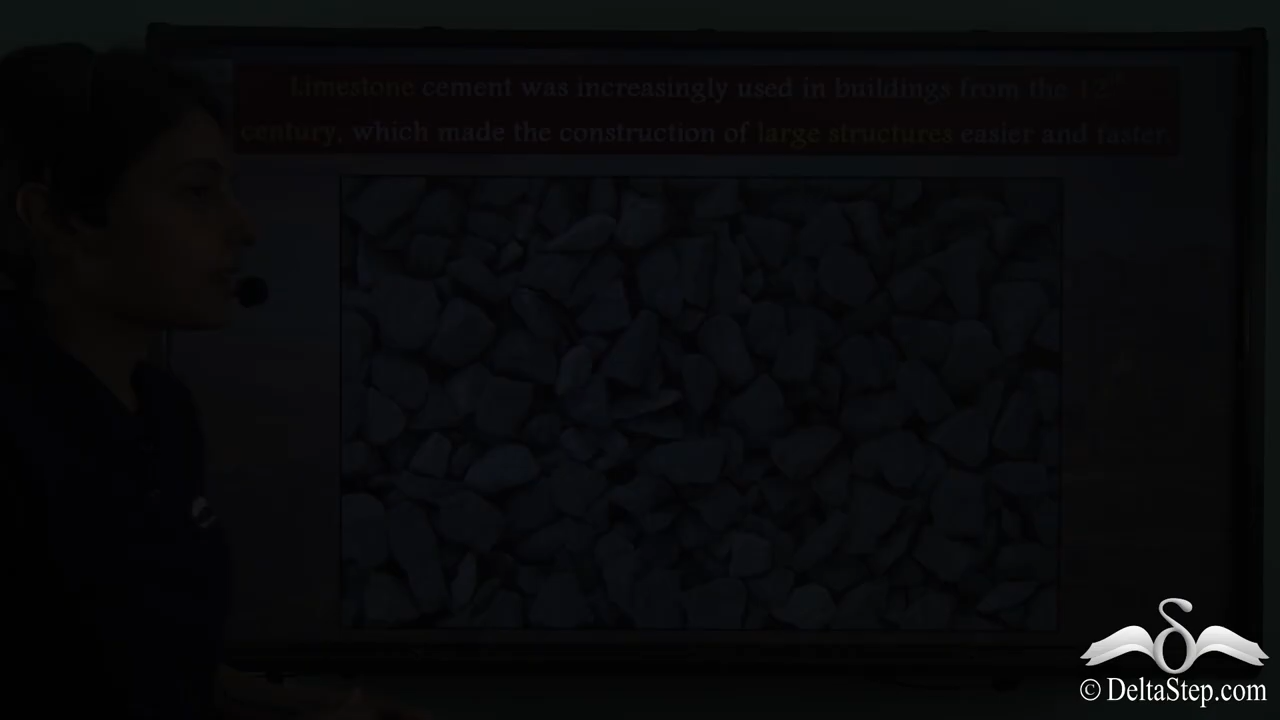 Limestone cement was increasingly used in buildings from the 12th
century, which made the construction of large structures easier and faster.
© DeltaStep.com